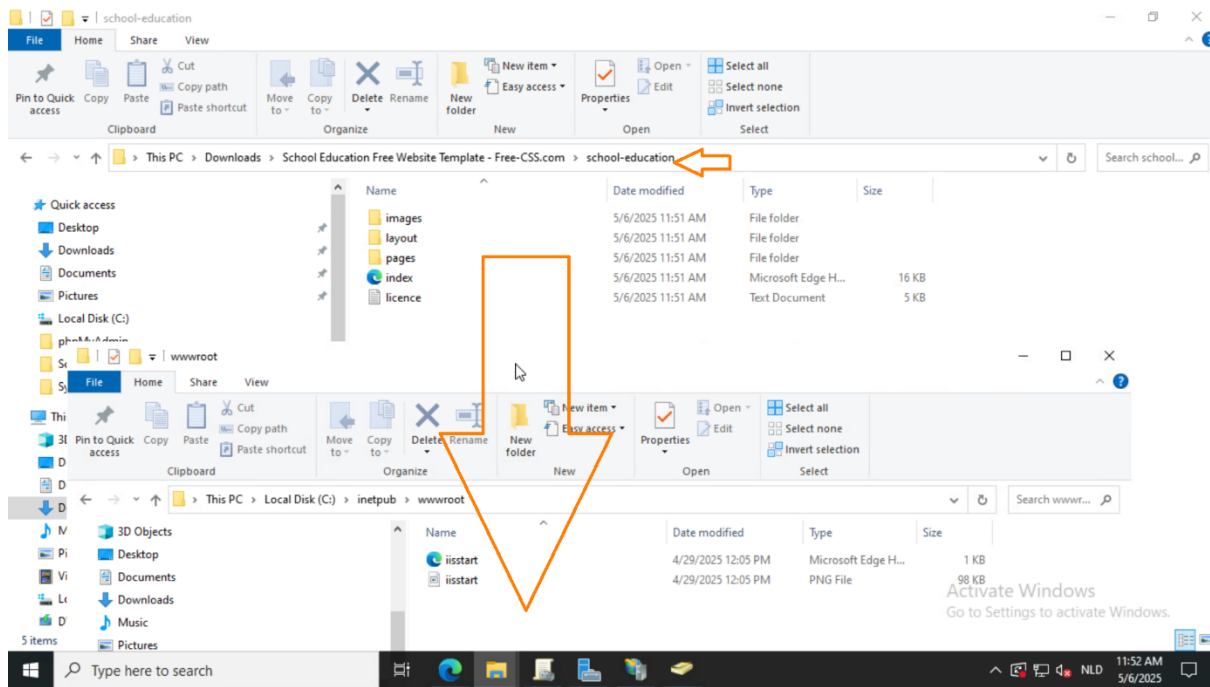 school-education
File Home Share View
Pin to Quick access
Copy
Paste
Cut
Copy path
Paste shortcut
Move to
Copy to
Delete
Rename
New folder
New item
Easy access
Properties
Open
Edit
Select all
Select none
Invert selection
Clipboard Organize New Open Select
This PC > Downloads > School Education Free Website Template - Free-CSS.com > school-education
Search school...
Name Date modified Type Size
Quick access
Desktop
Downloads
Documents
Pictures
Local Disk (C:)
phpMyAdmin
images 5/6/2025 11:51 AM File folder
layout 5/6/2025 11:51 AM File folder
pages 5/6/2025 11:51 AM File folder
index 5/6/2025 11:51 AM Microsoft Edge H... 16 KB
licence 5/6/2025 11:51 AM Text Document 5 KB
5 items
wwwroot
File Home Share View
Pin to Quick access
Copy
Paste
Cut
Copy path
Paste shortcut
Move to
Copy to
Delete
Rename
New folder
New item
Easy access
Properties
Open
Edit
Select all
Select none
Invert selection
Clipboard Organize New Open Select
This PC > Local Disk (C:) > inetpub > wwwroot
Search wwwr...
Name Date modified Type Size
3D Objects
Desktop
Documents
Downloads
Music
Pictures
iisstart 4/29/2025 12:05 PM Microsoft Edge H... 1 KB
iisstart 4/29/2025 12:05 PM PNG File 98 KB
Activate Windows
Go to Settings to activate Windows.
Type here to search
NLD
11:52 AM
5/6/2025